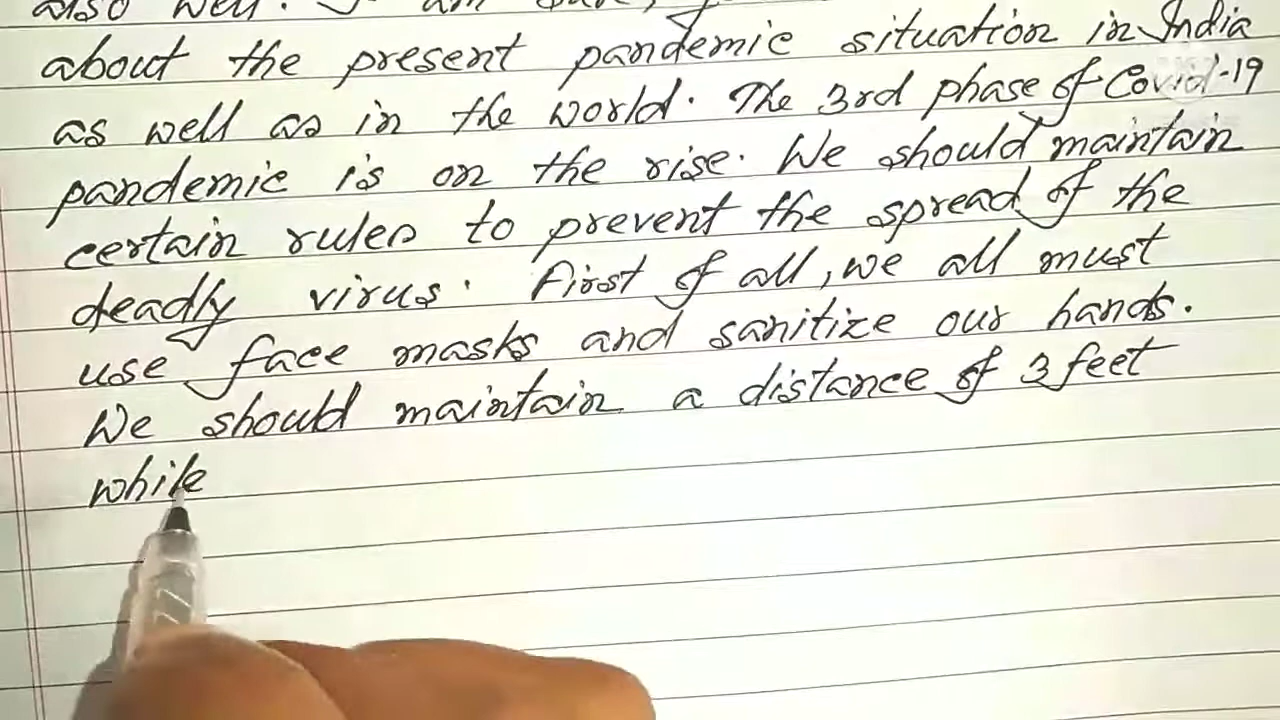 also well. I am
about the present pandemic situation in India
as well as in the world. The 3rd phase of Covid-19
pandemic is on the rise. We should maintain
certain rules to prevent the spread of the
deadly virus. First of all, we all must
use face masks and sanitize our hands.
We should maintain a distance of 3 feet
while